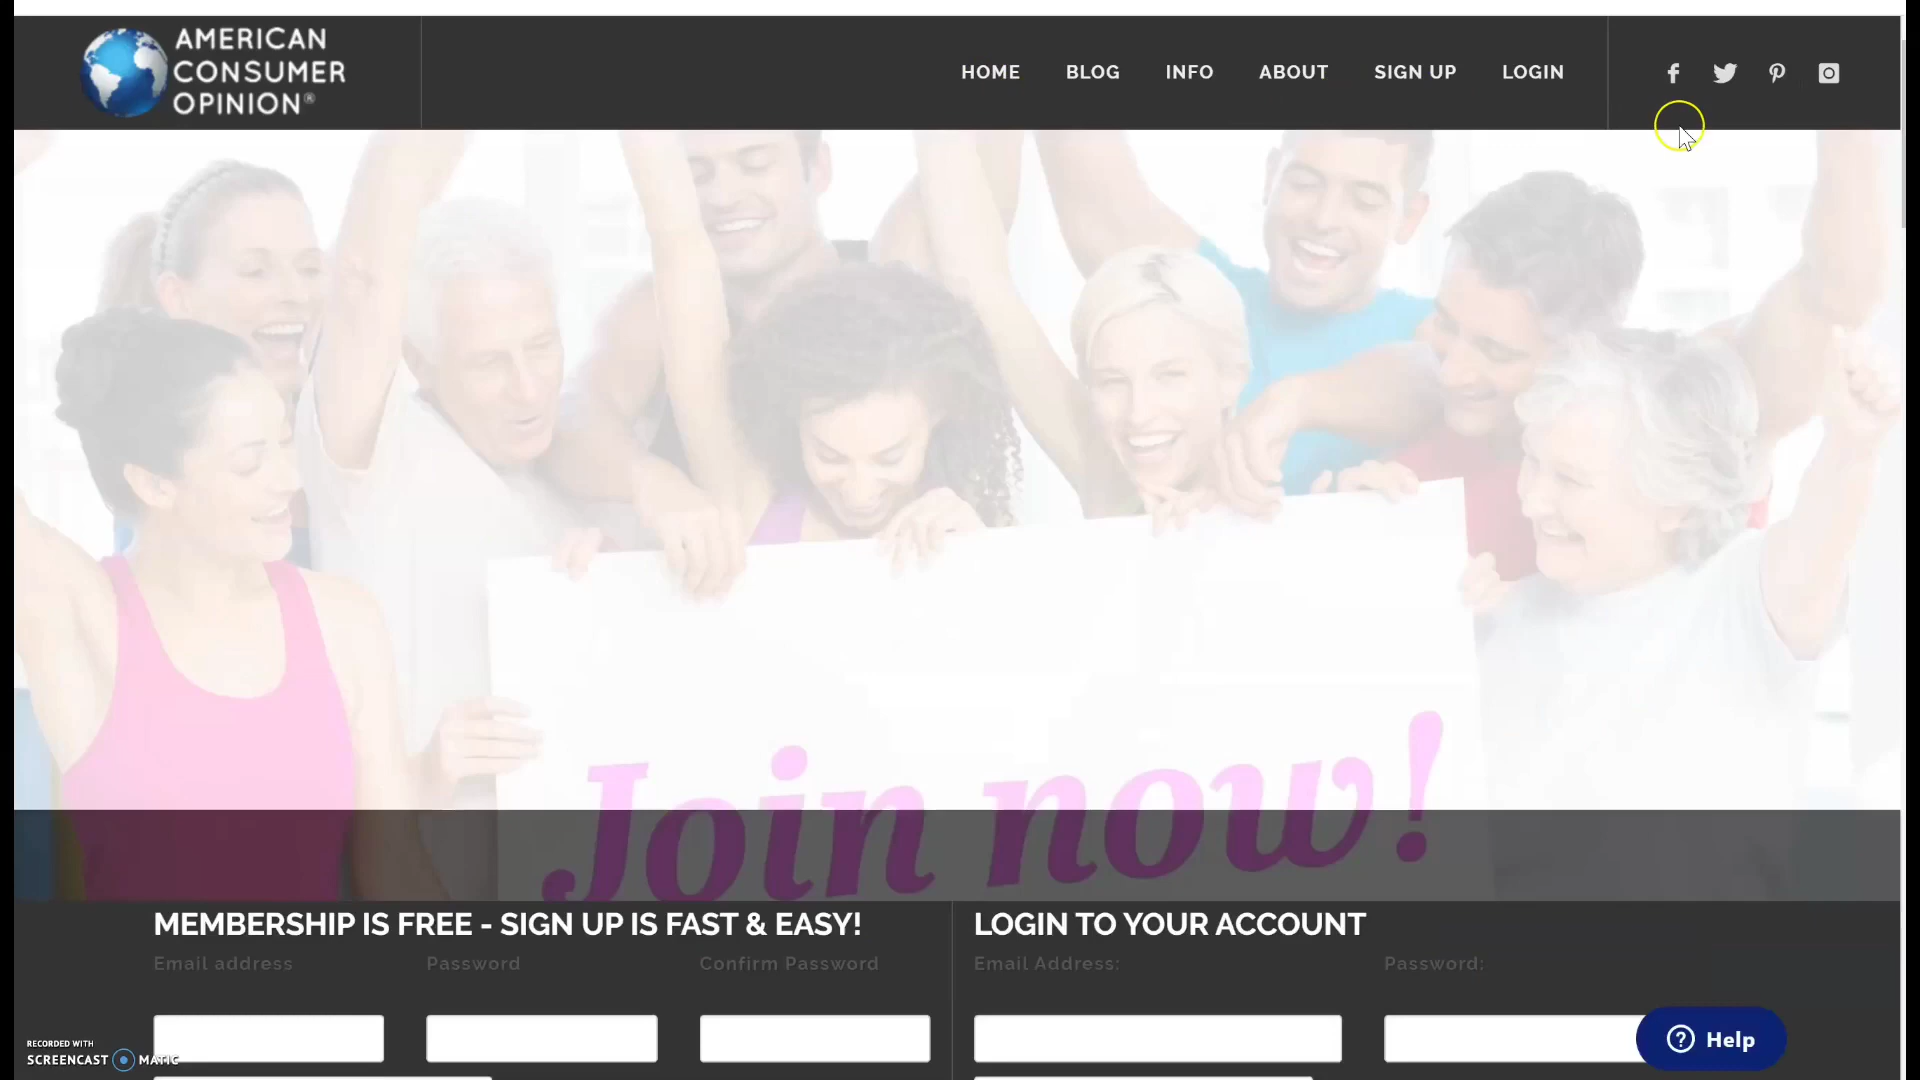 AMERICAN
CONSUMER
OPINION®
HOME BLOG INFO ABOUT SIGN UP LOGIN
Join now!
MEMBERSHIP IS FREE - SIGN UP IS FAST & EASY!
Email address Password Confirm Password
LOGIN TO YOUR ACCOUNT
Email Address: Password:
Help
RECORDED WITH
SCREENCAST MATIC